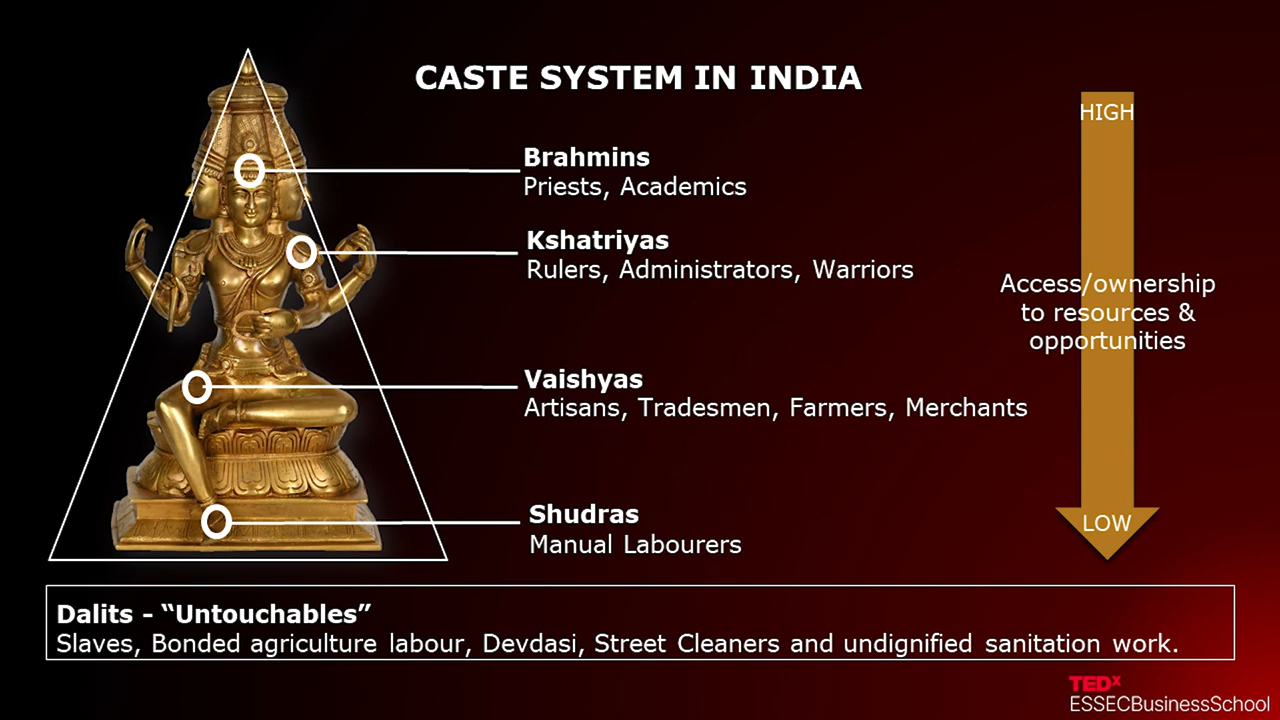 CASTE SYSTEM IN INDIA
HIGH
Brahmins
Priests, Academics
Kshatriyas
Rulers, Administrators, Warriors
Access/ownership
to resources &
opportunities
Vaishyas
Artisans, Tradesmen, Farmers, Merchants
Shudras
Manual Labourers
LOW
Dalits - “Untouchables”
Slaves, Bonded agriculture labour, Devdasi, Street Cleaners and undignified sanitation work.
TEDx
ESSECBusinessSchool